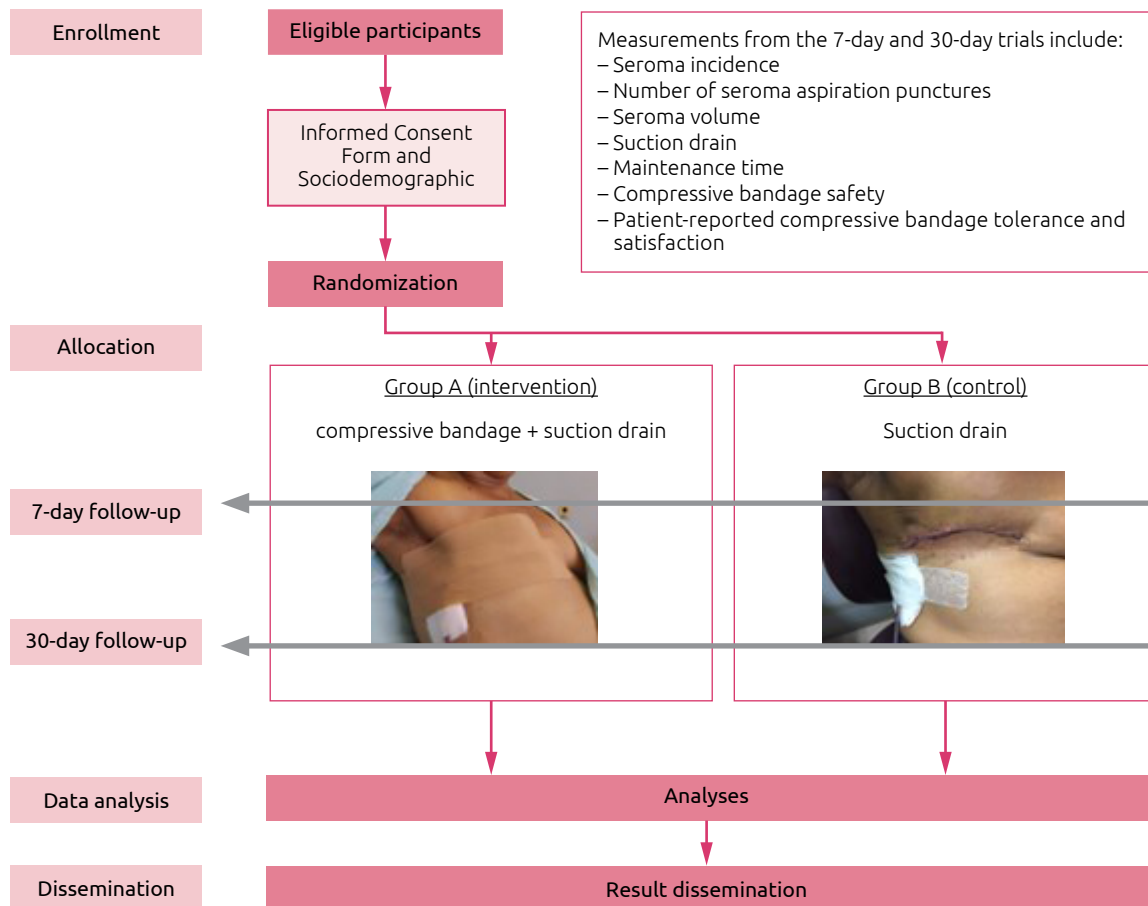 Enrollment
Eligible participants
Informed Consent
Form and
Sociodemographic
Randomization
Measurements from the 7-day and 30-day trials include:
– Seroma incidence
– Number of seroma aspiration punctures
– Seroma volume
– Suction drain
– Maintenance time
– Compressive bandage safety
– Patient-reported compressive bandage tolerance and
satisfaction
Allocation
Group A (intervention)
compressive bandage + suction drain
Group B (control)
Suction drain
7-day follow-up
30-day follow-up
Data analysis
Analyses
Dissemination
Result dissemination